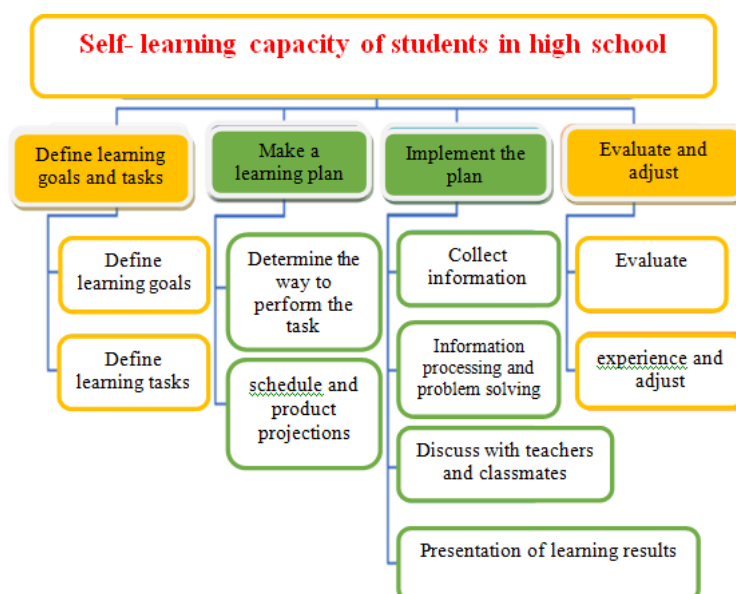 Self- learning capacity of students in high school
Define learning
goals and tasks
Make a
learning plan
Implement the
plan
Evaluate and
adjust
Define
learning goals
Define
learning tasks
Determine the
way to
perform the
task
schedule and
product
projections
Collect
information
Information
processing and
problem solving
Discuss with teachers
and classmates
Presentation of learning results
Evaluate
experience and
adjust